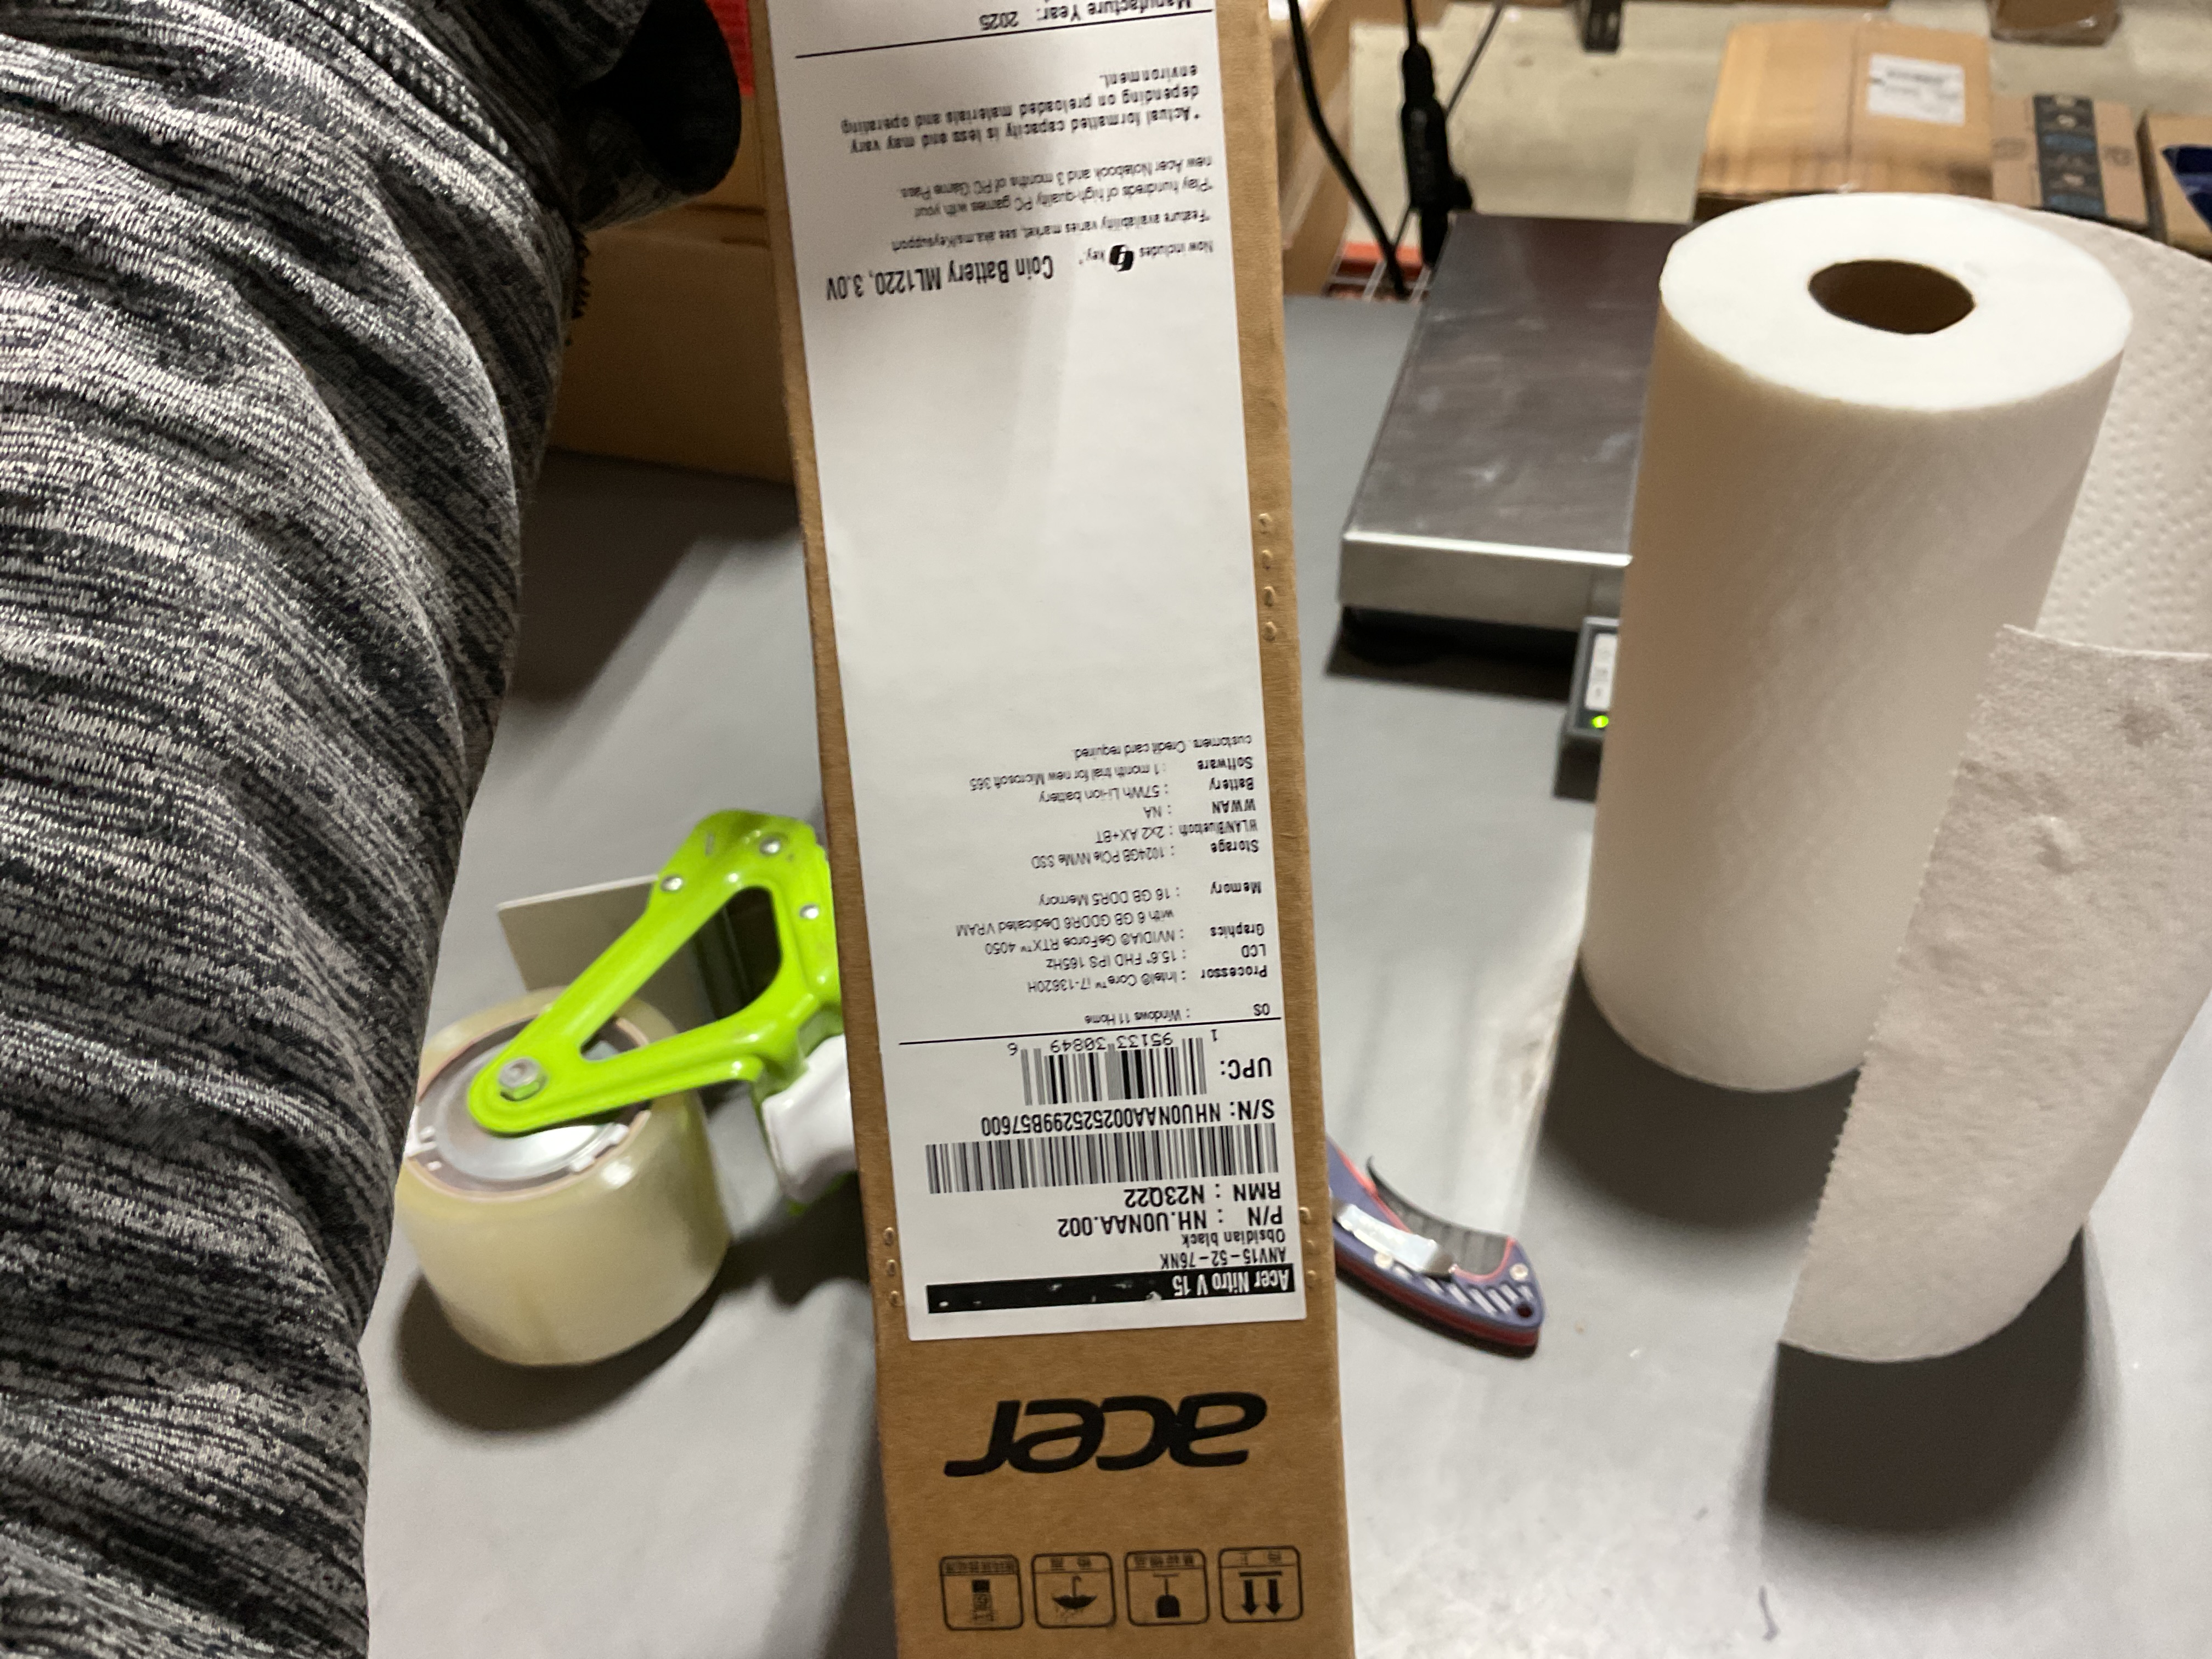 acer
Acer Nitro V 15
ANV15-52-76NK
Obsidian black
P/N : NH.U0NAA.002
RMN : N23Q22
S/N: NHU0NAA00252529​9B57600
UPC:
1 95133 30849 6
OS : Windows 11 Home
Processor : Intel® Core™ i7-13620H
LCD : 15.6" FHD IPS 165Hz
Graphics : NVIDIA® GeForce RTX™ 4050
with 6 GB GDDR6 Dedicated VRAM
Memory : 16 GB DDR5 Memory
Storage : 1024GB PCIe NVMe SSD
WLAN/Bluetooth : 2x2 AX+BT
WWAN : NA
Battery : 57Wh Li-ion battery
Software : 1 month trial for new Microsoft 365
customers. Credit card required.
Now includes key.*
Coin Battery ML1220, 3.0V
*Feature availability varies market, see aka.ms/keysupport
*Play hundreds of high-quality PC games with your
new Acer Notebook and 3 months of PC Game Pass.
*Actual formatted capacity is less and may vary
depending on preloaded materials and operating
environment.
Manufacture Year: 2025